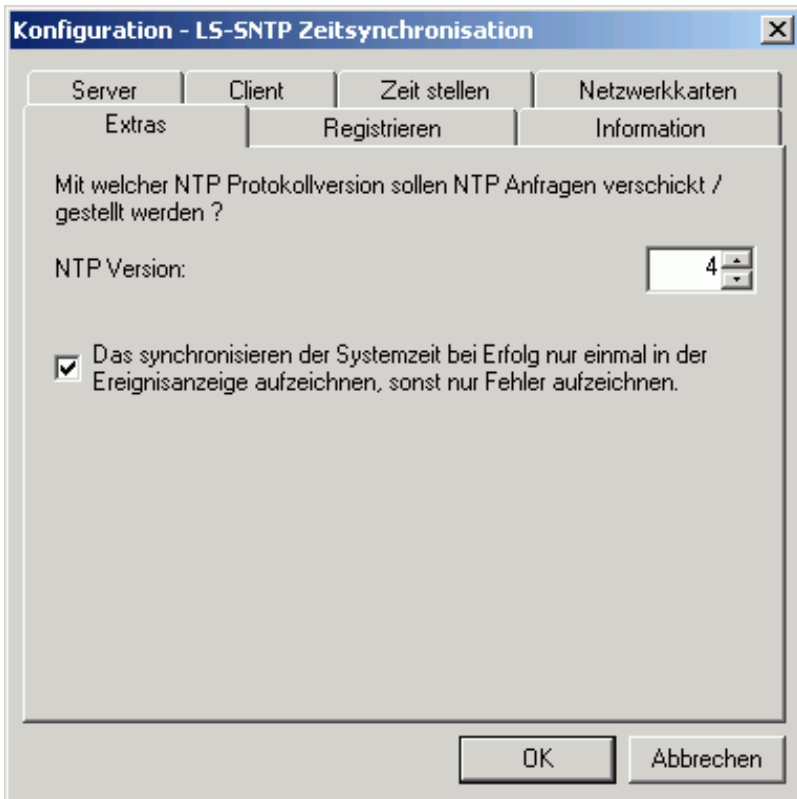 Konfiguration - LS-SNTP Zeitsynchronisation
Server Client Zeit stellen Netzwerkkarten
Extras Registrieren Information
Mit welcher NTP Protokollversion sollen NTP Anfragen verschickt /
gestellt werden ?
NTP Version: 4
Das synchronisieren der Systemzeit bei Erfolg nur einmal in der
Ereignisanzeige aufzeichnen, sonst nur Fehler aufzeichnen.
OK Abbrechen